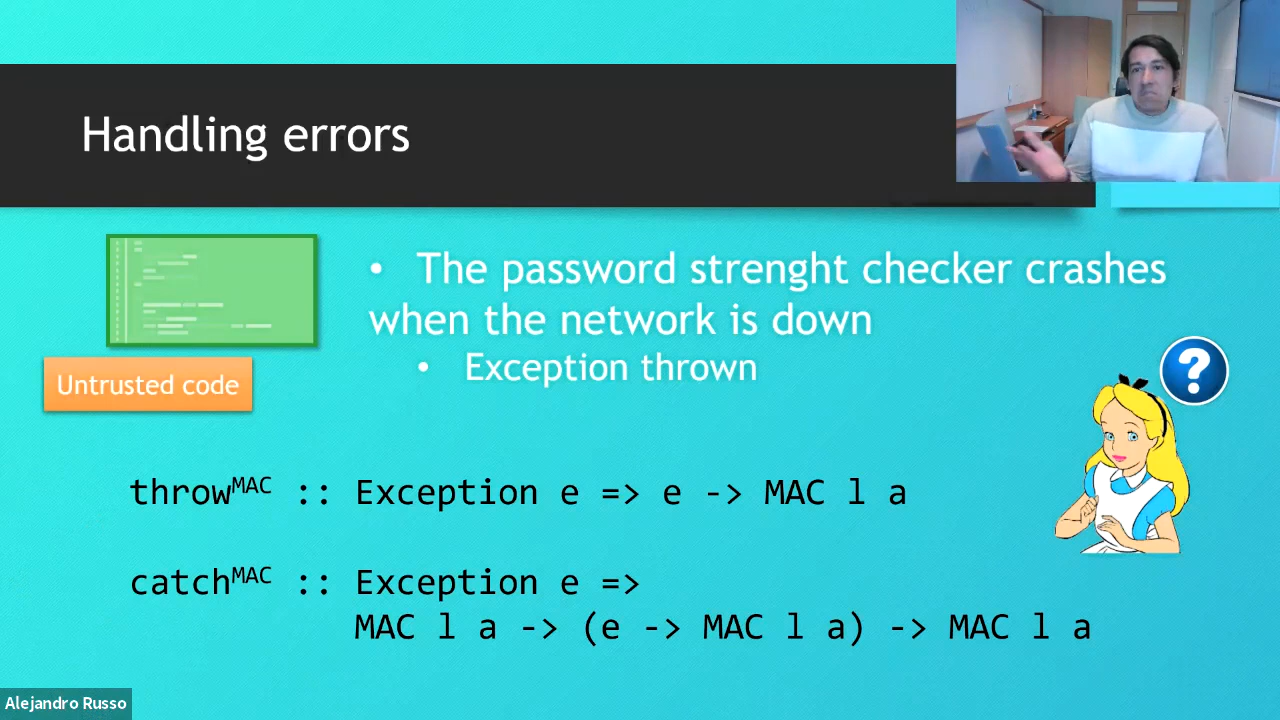 Handling errors
• The password strenght checker crashes
when the network is down
• Exception thrown
Untrusted code
?
throwMAC :: Exception e => e -> MAC l a
catchMAC :: Exception e =>
MAC l a -> (e -> MAC l a) -> MAC l a
Alejandro Russo